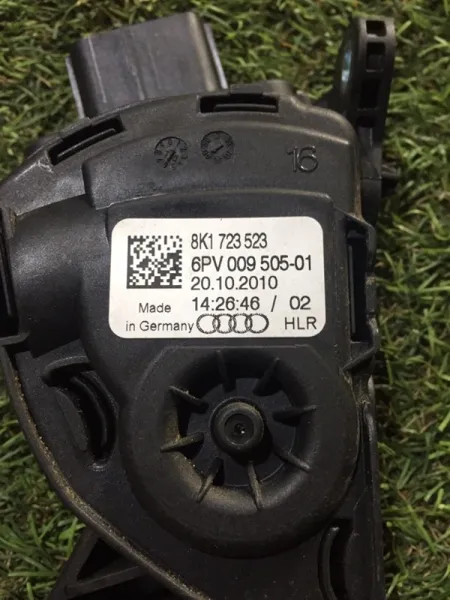 16
8K1 723 523
6PV 009 505-01
20.10.2010
Made 14:26:46 / 02
in Germany HLR